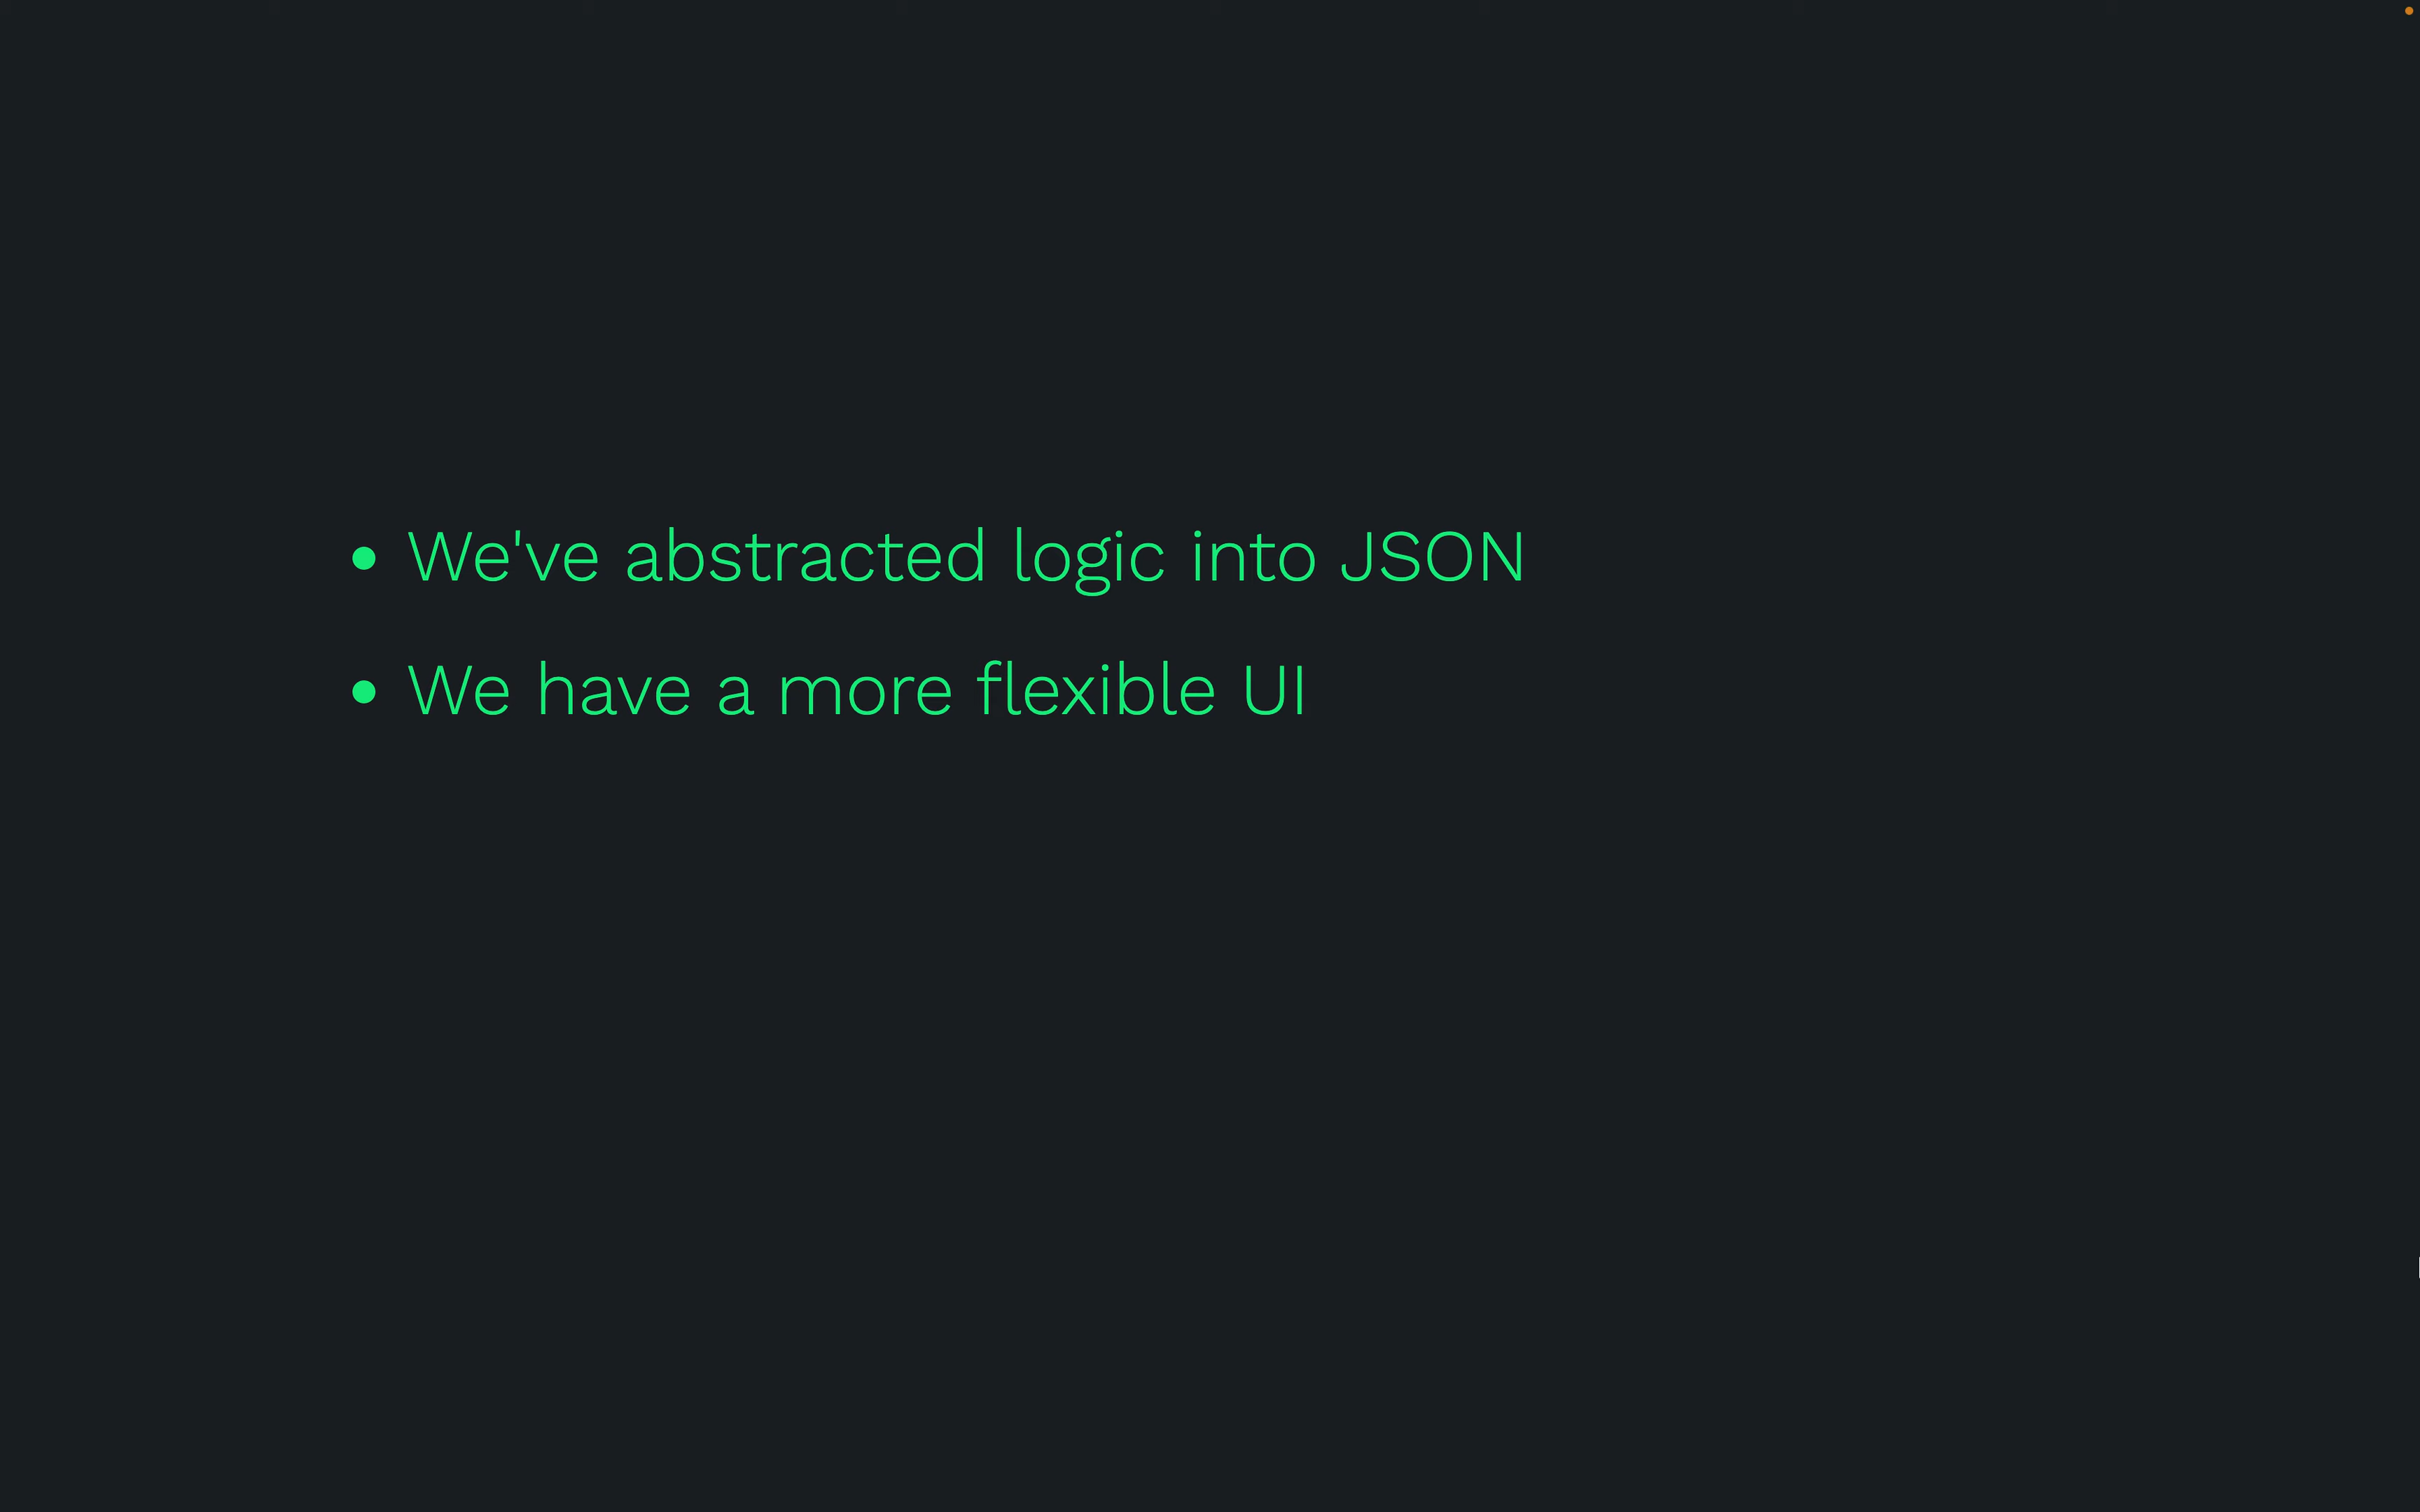 • We've abstracted logic into JSON
• We have a more flexible UI